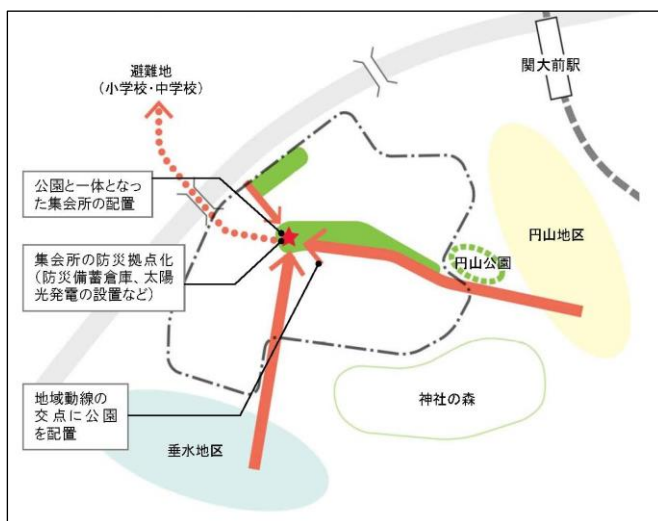 関大前駅
避難地
(小学校・中学校)
公園と一体となっ
た集会所の配置
円山地区
円山公園
集会所の防災拠点化
(防災備蓄倉庫、太陽
光発電の設置など)
地域動線の
交点に公園
を配置
神社の森
垂水地区